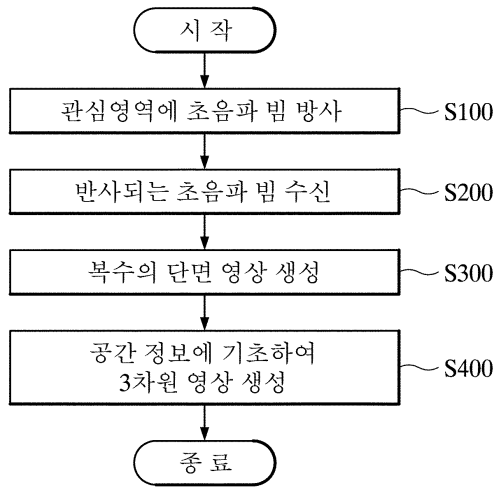 시 작
관심영역에 초음파 빔 방사
S100
반사되는 초음파 빔 수신
S200
복수의 단면 영상 생성
S300
공간 정보에 기초하여
3차원 영상 생성
S400
종 료